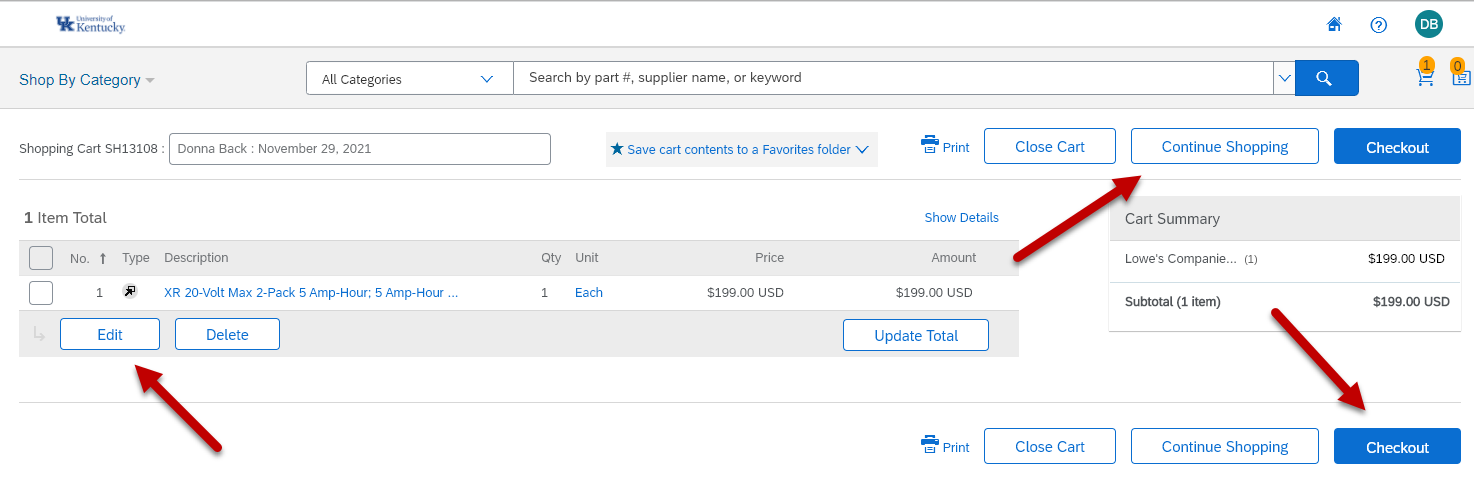 University of
UK Kentucky
DB
Shop By Category
All Categories
Search by part #, supplier name, or keyword
1
0
Shopping Cart SH13108 : Donna Back : November 29, 2021
Save cart contents to a Favorites folder
Print Close Cart Continue Shopping Checkout
1 Item Total
Show Details
Cart Summary
No. ↑ Type Description Qty Unit Price Amount
Lowe's Companie... (1) $199.00 USD
1 XR 20-Volt Max 2-Pack 5 Amp-Hour; 5 Amp-Hour ... 1 Each $199.00 USD $199.00 USD
Subtotal (1 item) $199.00 USD
Edit Delete Update Total
Print Close Cart Continue Shopping Checkout